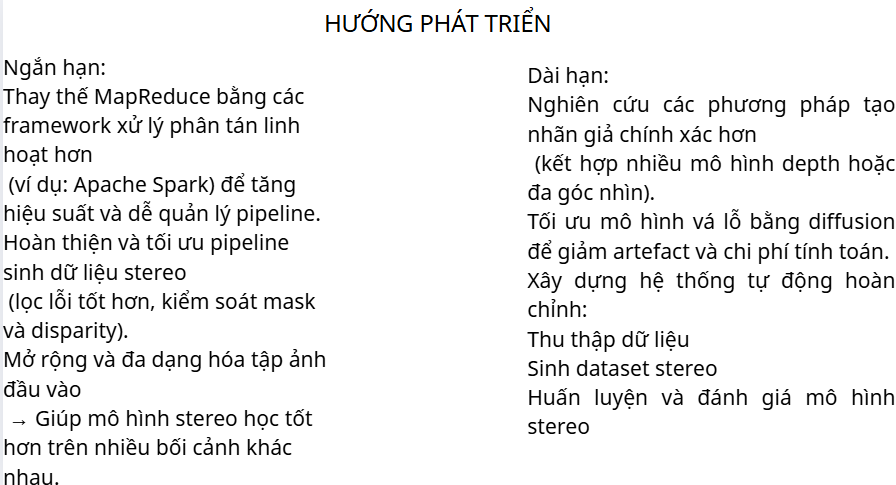 HƯỚNG PHÁT TRIỂN
Ngắn hạn:
Thay thế MapReduce bằng các
framework xử lý phân tán linh
hoạt hơn
(ví dụ: Apache Spark) để tăng
hiệu suất và dễ quản lý pipeline.
Hoàn thiện và tối ưu pipeline
sinh dữ liệu stereo
(lọc lỗi tốt hơn, kiểm soát mask
và disparity).
Mở rộng và đa dạng hóa tập ảnh
đầu vào
→ Giúp mô hình stereo học tốt
hơn trên nhiều bối cảnh khác
nhau.
Dài hạn:
Nghiên cứu các phương pháp tạo
nhãn giả chính xác hơn
(kết hợp nhiều mô hình depth hoặc
đa góc nhìn).
Tối ưu mô hình vá lỗ bằng diffusion
để giảm artefact và chi phí tính toán.
Xây dựng hệ thống tự động hoàn
chỉnh:
Thu thập dữ liệu
Sinh dataset stereo
Huấn luyện và đánh giá mô hình
stereo